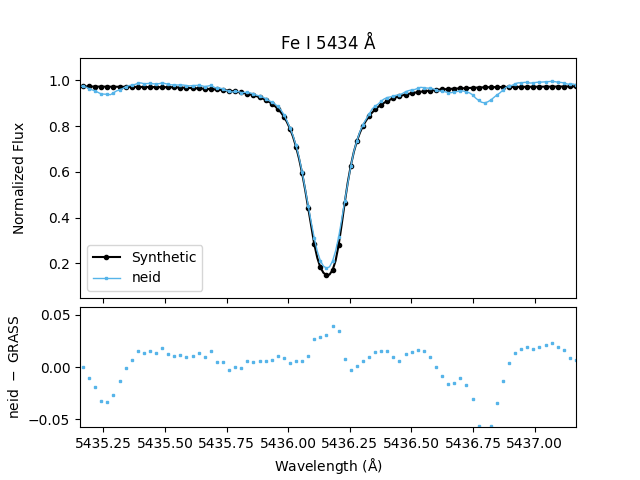 Fe I 5434 Å
1.0
0.8
0.6
0.4
0.2
Normalized Flux
Synthetic
neid
0.05
0.00
−0.05
neid − GRASS
5435.25 5435.50 5435.75 5436.00 5436.25 5436.50 5436.75 5437.00
Wavelength (Å)